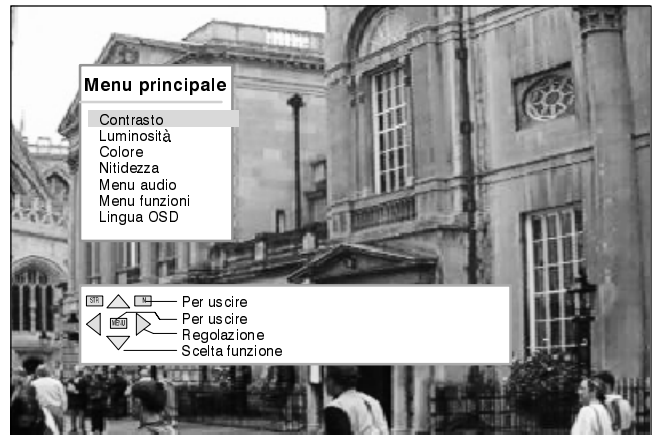 Menu principale
Contrasto
Luminosità
Colore
Nitidezza
Menu audio
Menu funzioni
Lingua OSD
STR
N
Per uscire
MENU
Per uscire
Regolazione
Scelta funzione